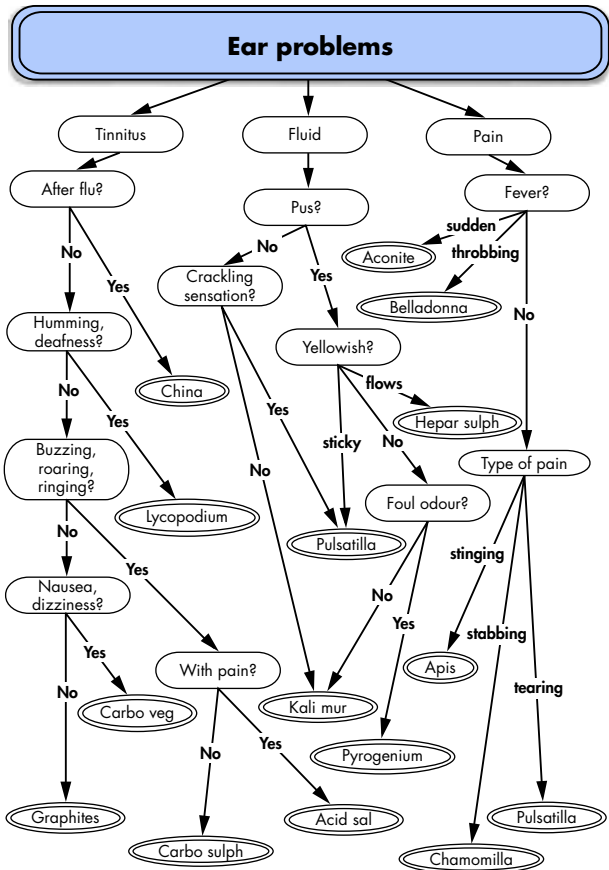 Ear problems
Tinnitus
Fluid
Pain
After flu?
Fever?
Pus?
sudden
Aconite
throbbing
Belladonna
No
Yes
No
Crackling
sensation?
Yes
No
Humming,
deafness?
Yellowish?
China
flows
Hepar sulph
No
Yes
Yes
sticky
No
Buzzing,
roaring,
ringing?
Type of pain
No
Foul odour?
Lycopodium
Pulsatilla
No
Yes
stinging
Nausea,
dizziness?
No
Yes
stabbing
Yes
With pain?
Apis
No
tearing
Carbo veg
Kali mur
No
Yes
Pyrogenium
Graphites
Acid sal
Pulsatilla
Carbo sulph
Chamomilla